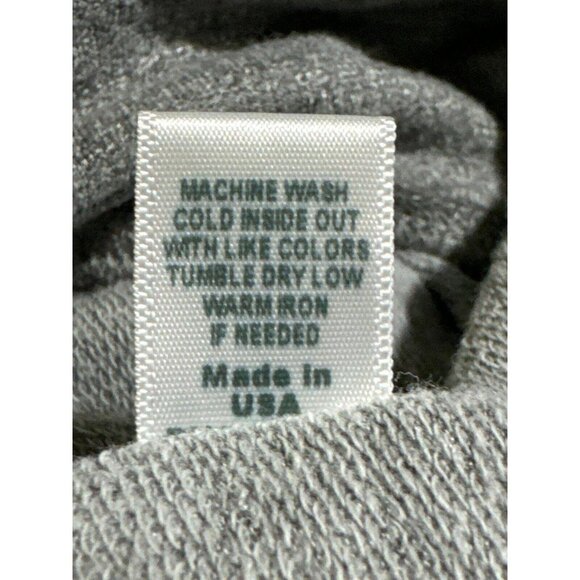 MACHINE WASH
COLD INSIDE OUT
WITH LIKE COLORS
TUMBLE DRY LOW
WARM IRON
IF NEEDED
Made in
USA